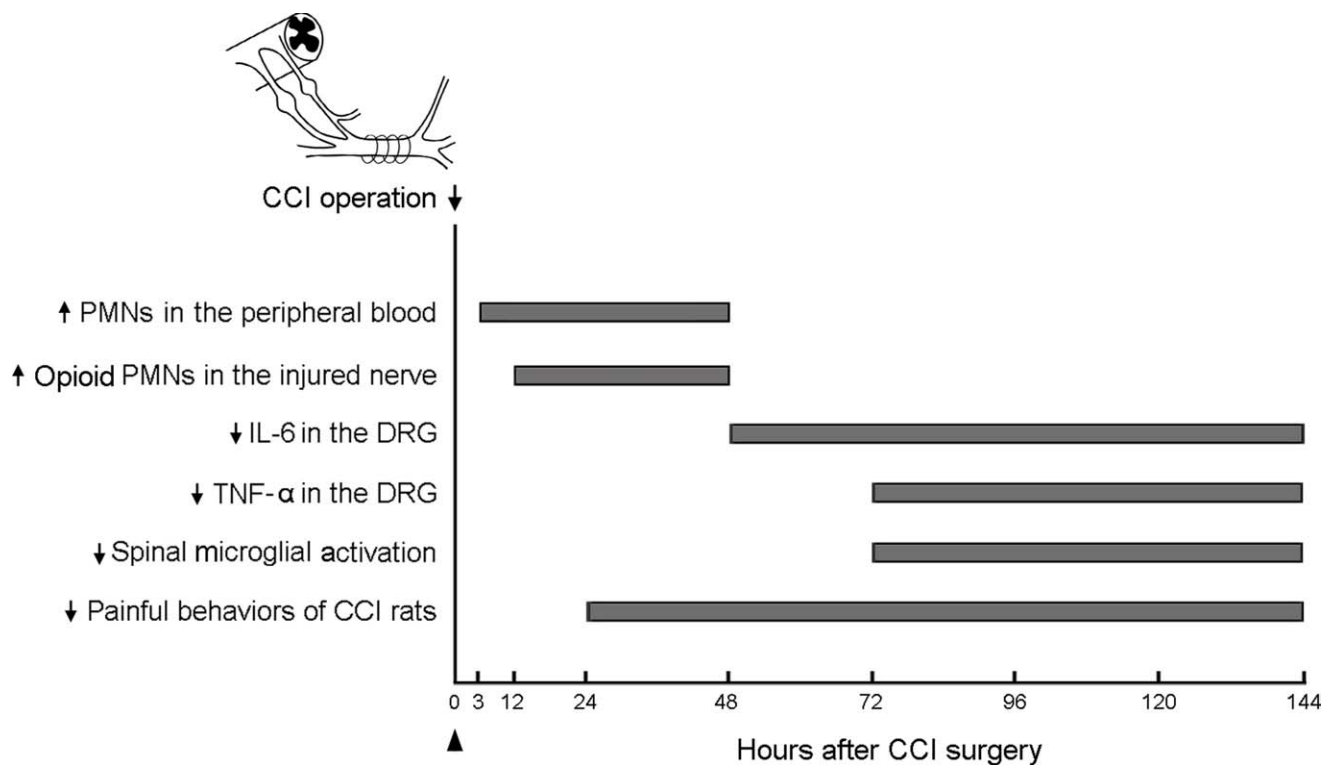 CCI operation ↓
↑ PMNs in the peripheral blood
↑ Opioid PMNs in the injured nerve
↓ IL-6 in the DRG
↓ TNF-α in the DRG
↓ Spinal microglial activation
↓ Painful behaviors of CCI rats
0 3 12 24 48 72 96 120 144
Hours after CCI surgery